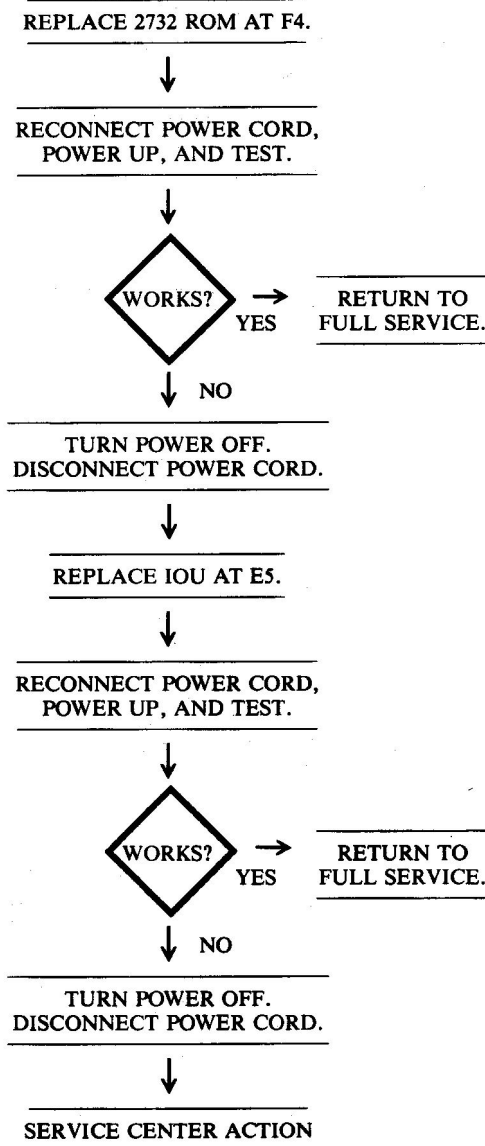 REPLACE 2732 ROM AT F4.
RECONNECT POWER CORD,
POWER UP, AND TEST.
WORKS?
YES
RETURN TO
FULL SERVICE.
NO
TURN POWER OFF.
DISCONNECT POWER CORD.
REPLACE IOU AT E5.
RECONNECT POWER CORD,
POWER UP, AND TEST.
WORKS?
YES
RETURN TO
FULL SERVICE.
NO
TURN POWER OFF.
DISCONNECT POWER CORD.
SERVICE CENTER ACTION